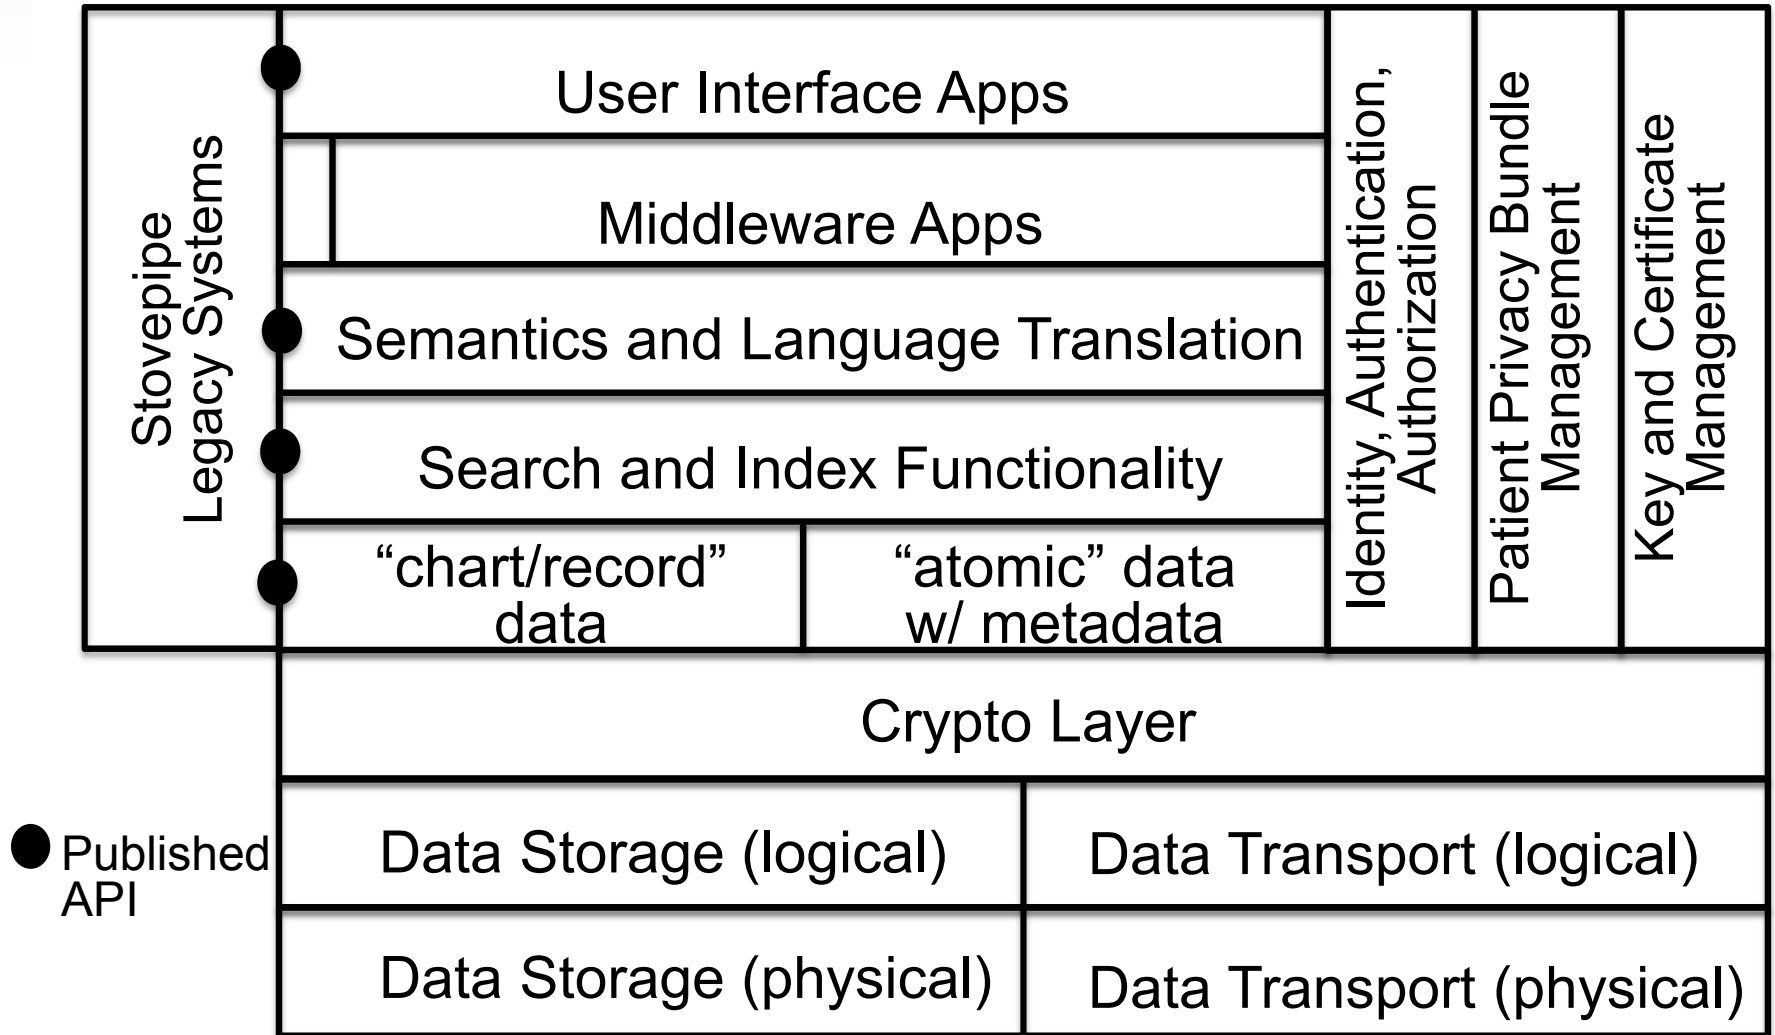 Stovepipe
Legacy Systems
User Interface Apps
Middleware Apps
Semantics and Language Translation
Search and Index Functionality
“chart/record”
data
“atomic” data
w/ metadata
Identity, Authentication,
Authorization
Patient Privacy Bundle
Management
Key and Certificate
Management
Crypto Layer
Published
API
Data Storage (logical)
Data Transport (logical)
Data Storage (physical)
Data Transport (physical)